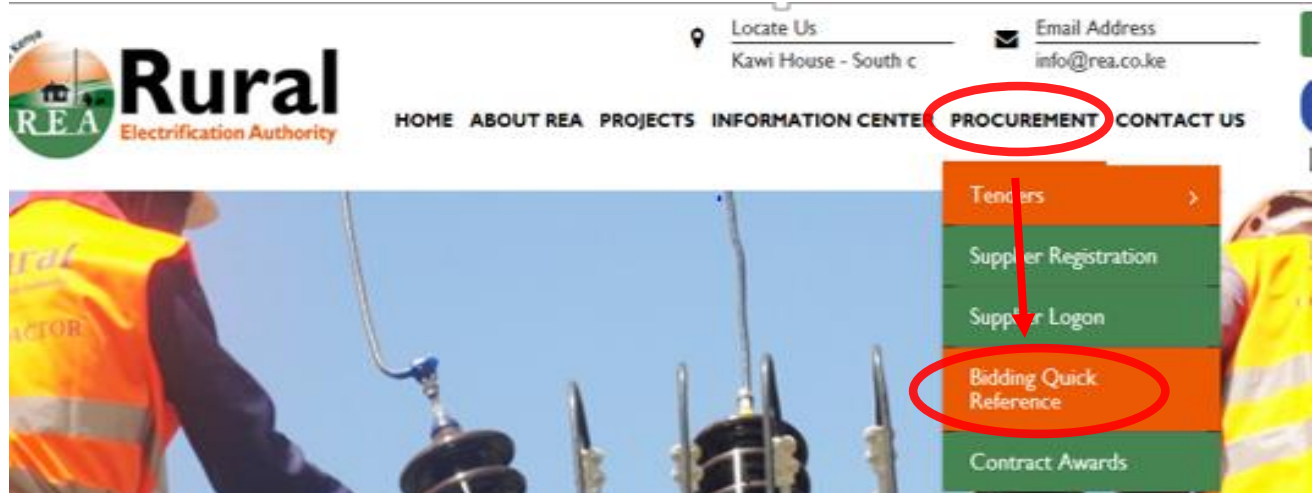 Kenya
REA
Rural
Electrification Authority
Locate Us
Kawi House - South c
Email Address
info@rea.co.ke
HOME ABOUT REA PROJECTS INFORMATION CENTER PROCUREMENT CONTACT US
Tenders >
Supplier Registration
Supplier Logon
Bidding Quick
Reference
Contract Awards